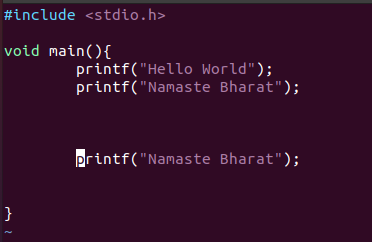 #include <stdio.h>
void main(){
printf("Hello World");
printf("Namaste Bharat");
printf("Namaste Bharat");
}
~